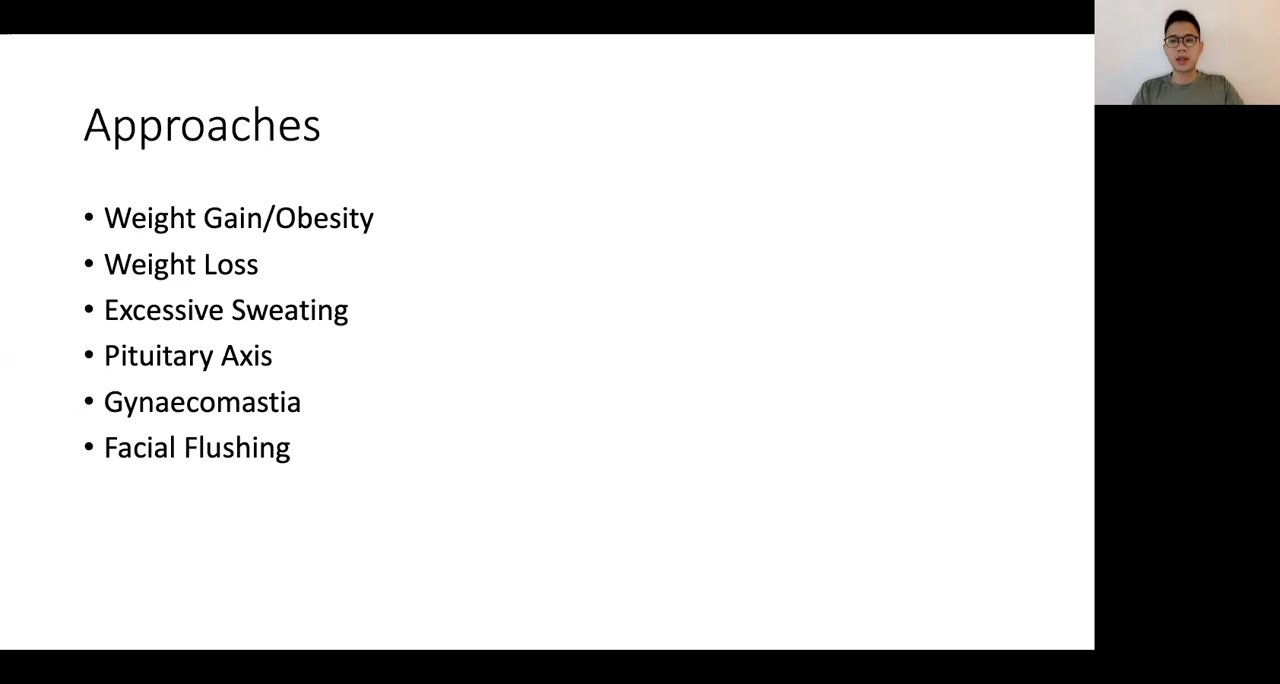 Approaches
• Weight Gain/Obesity
• Weight Loss
• Excessive Sweating
• Pituitary Axis
• Gynaecomastia
• Facial Flushing